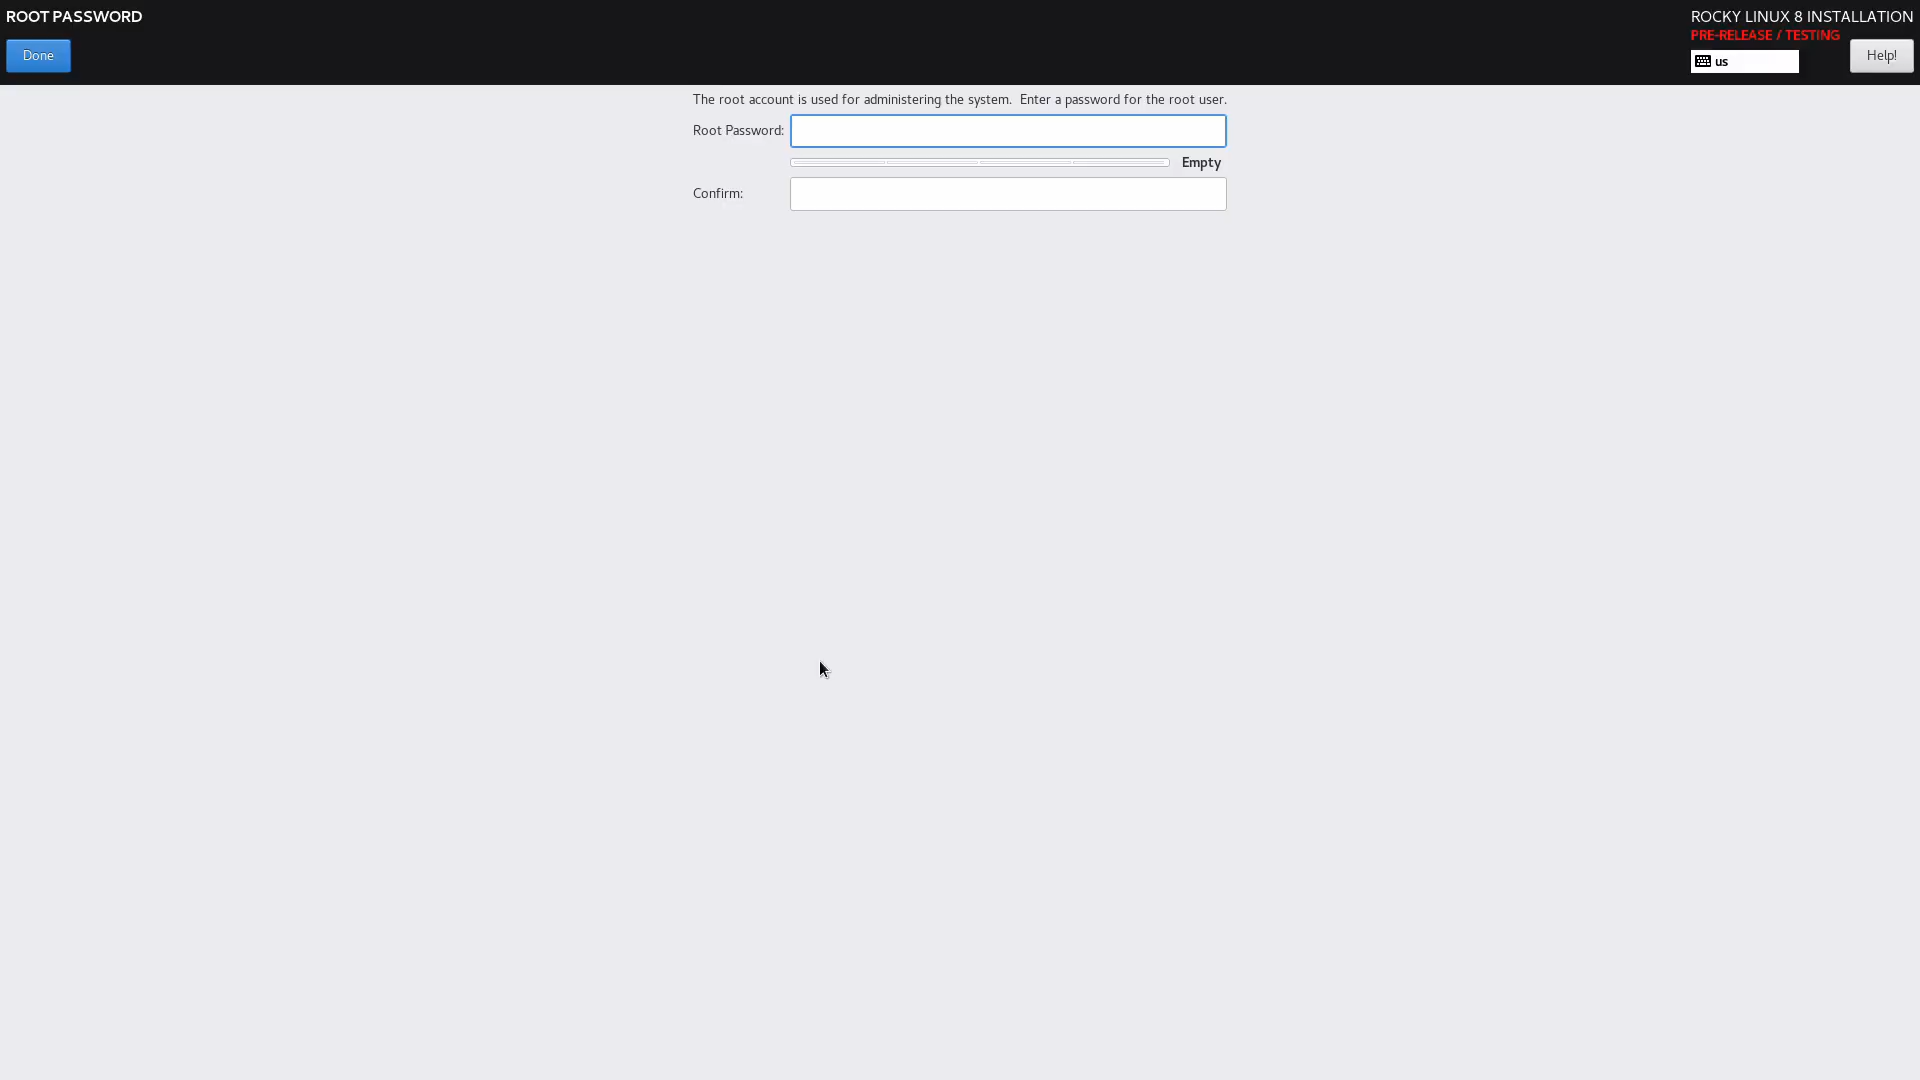 ROOT PASSWORD
ROCKY LINUX 8 INSTALLATION
PRE-RELEASE / TESTING
Done
us
Help!
The root account is used for administering the system.  Enter a password for the root user.
Root Password:
Empty
Confirm: